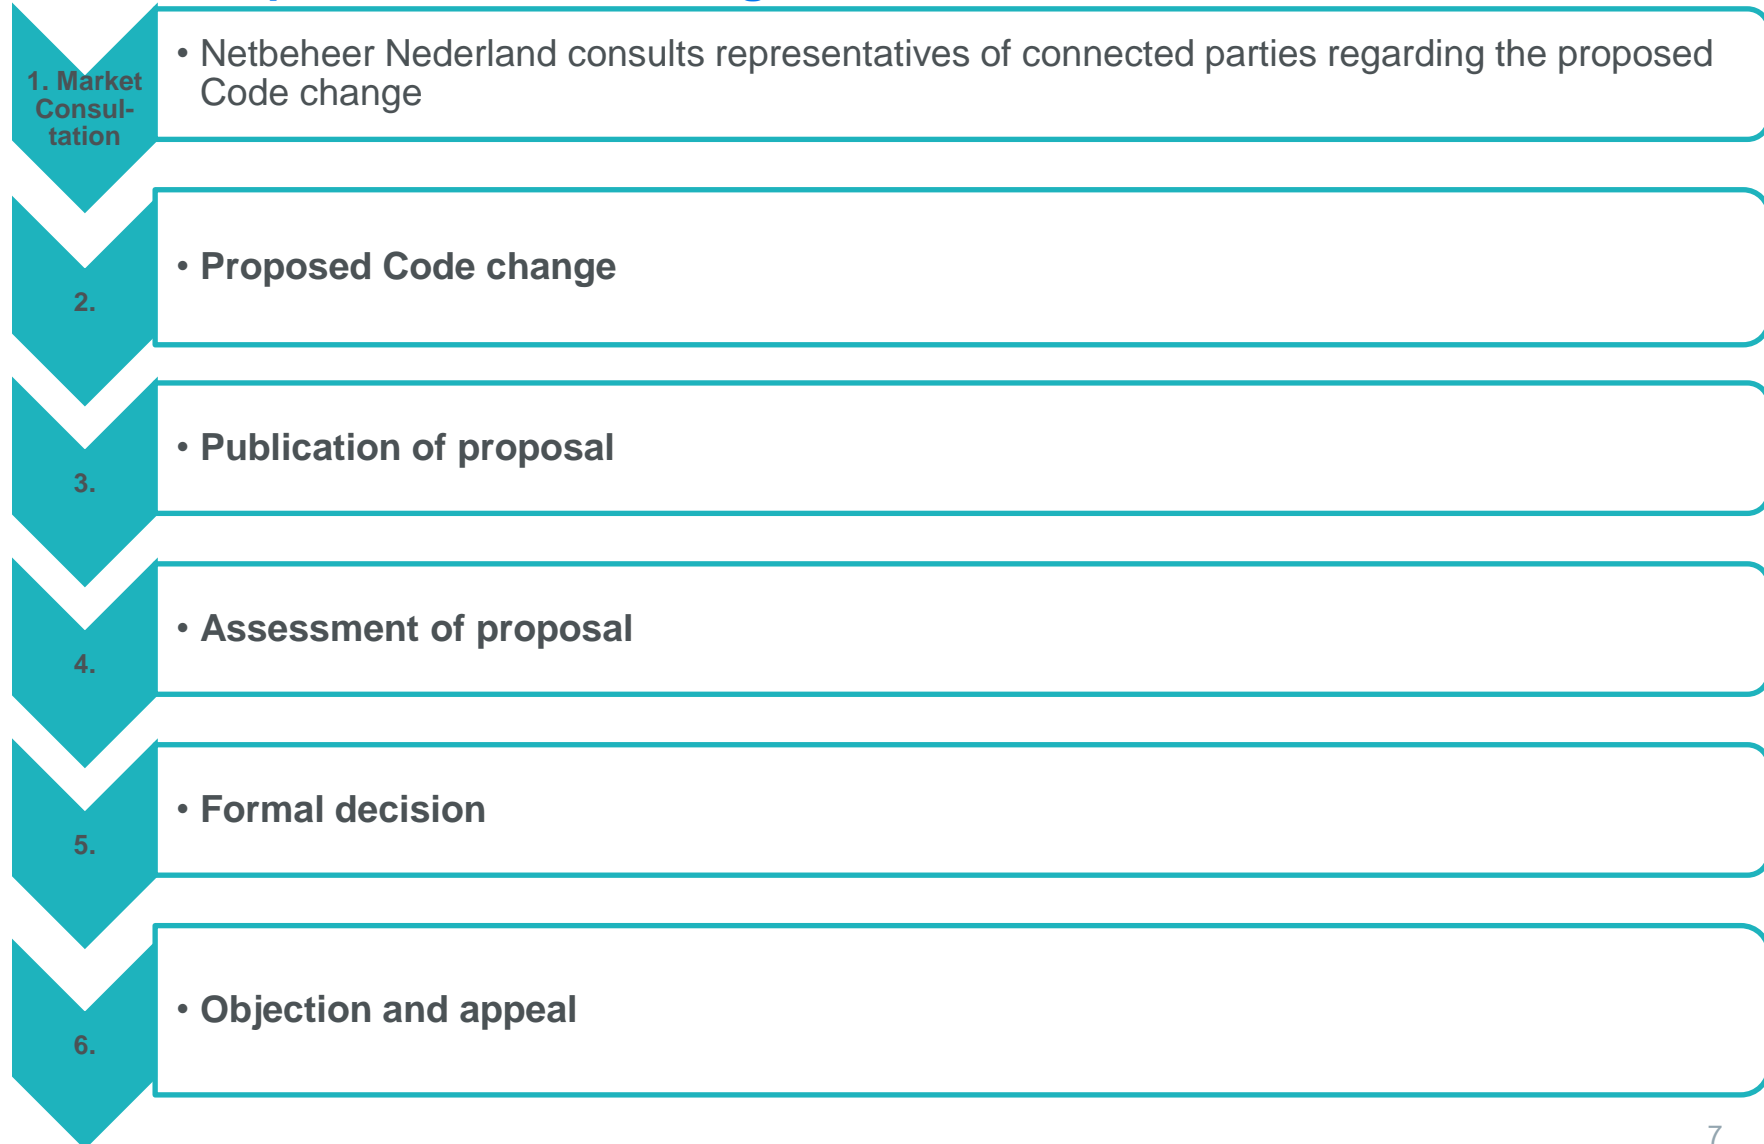 1. Market
Consul-
tation
• Netbeheer Nederland consults representatives of connected parties regarding the proposed
Code change
2.
• Proposed Code change
3.
• Publication of proposal
4.
• Assessment of proposal
5.
• Formal decision
6.
• Objection and appeal
7